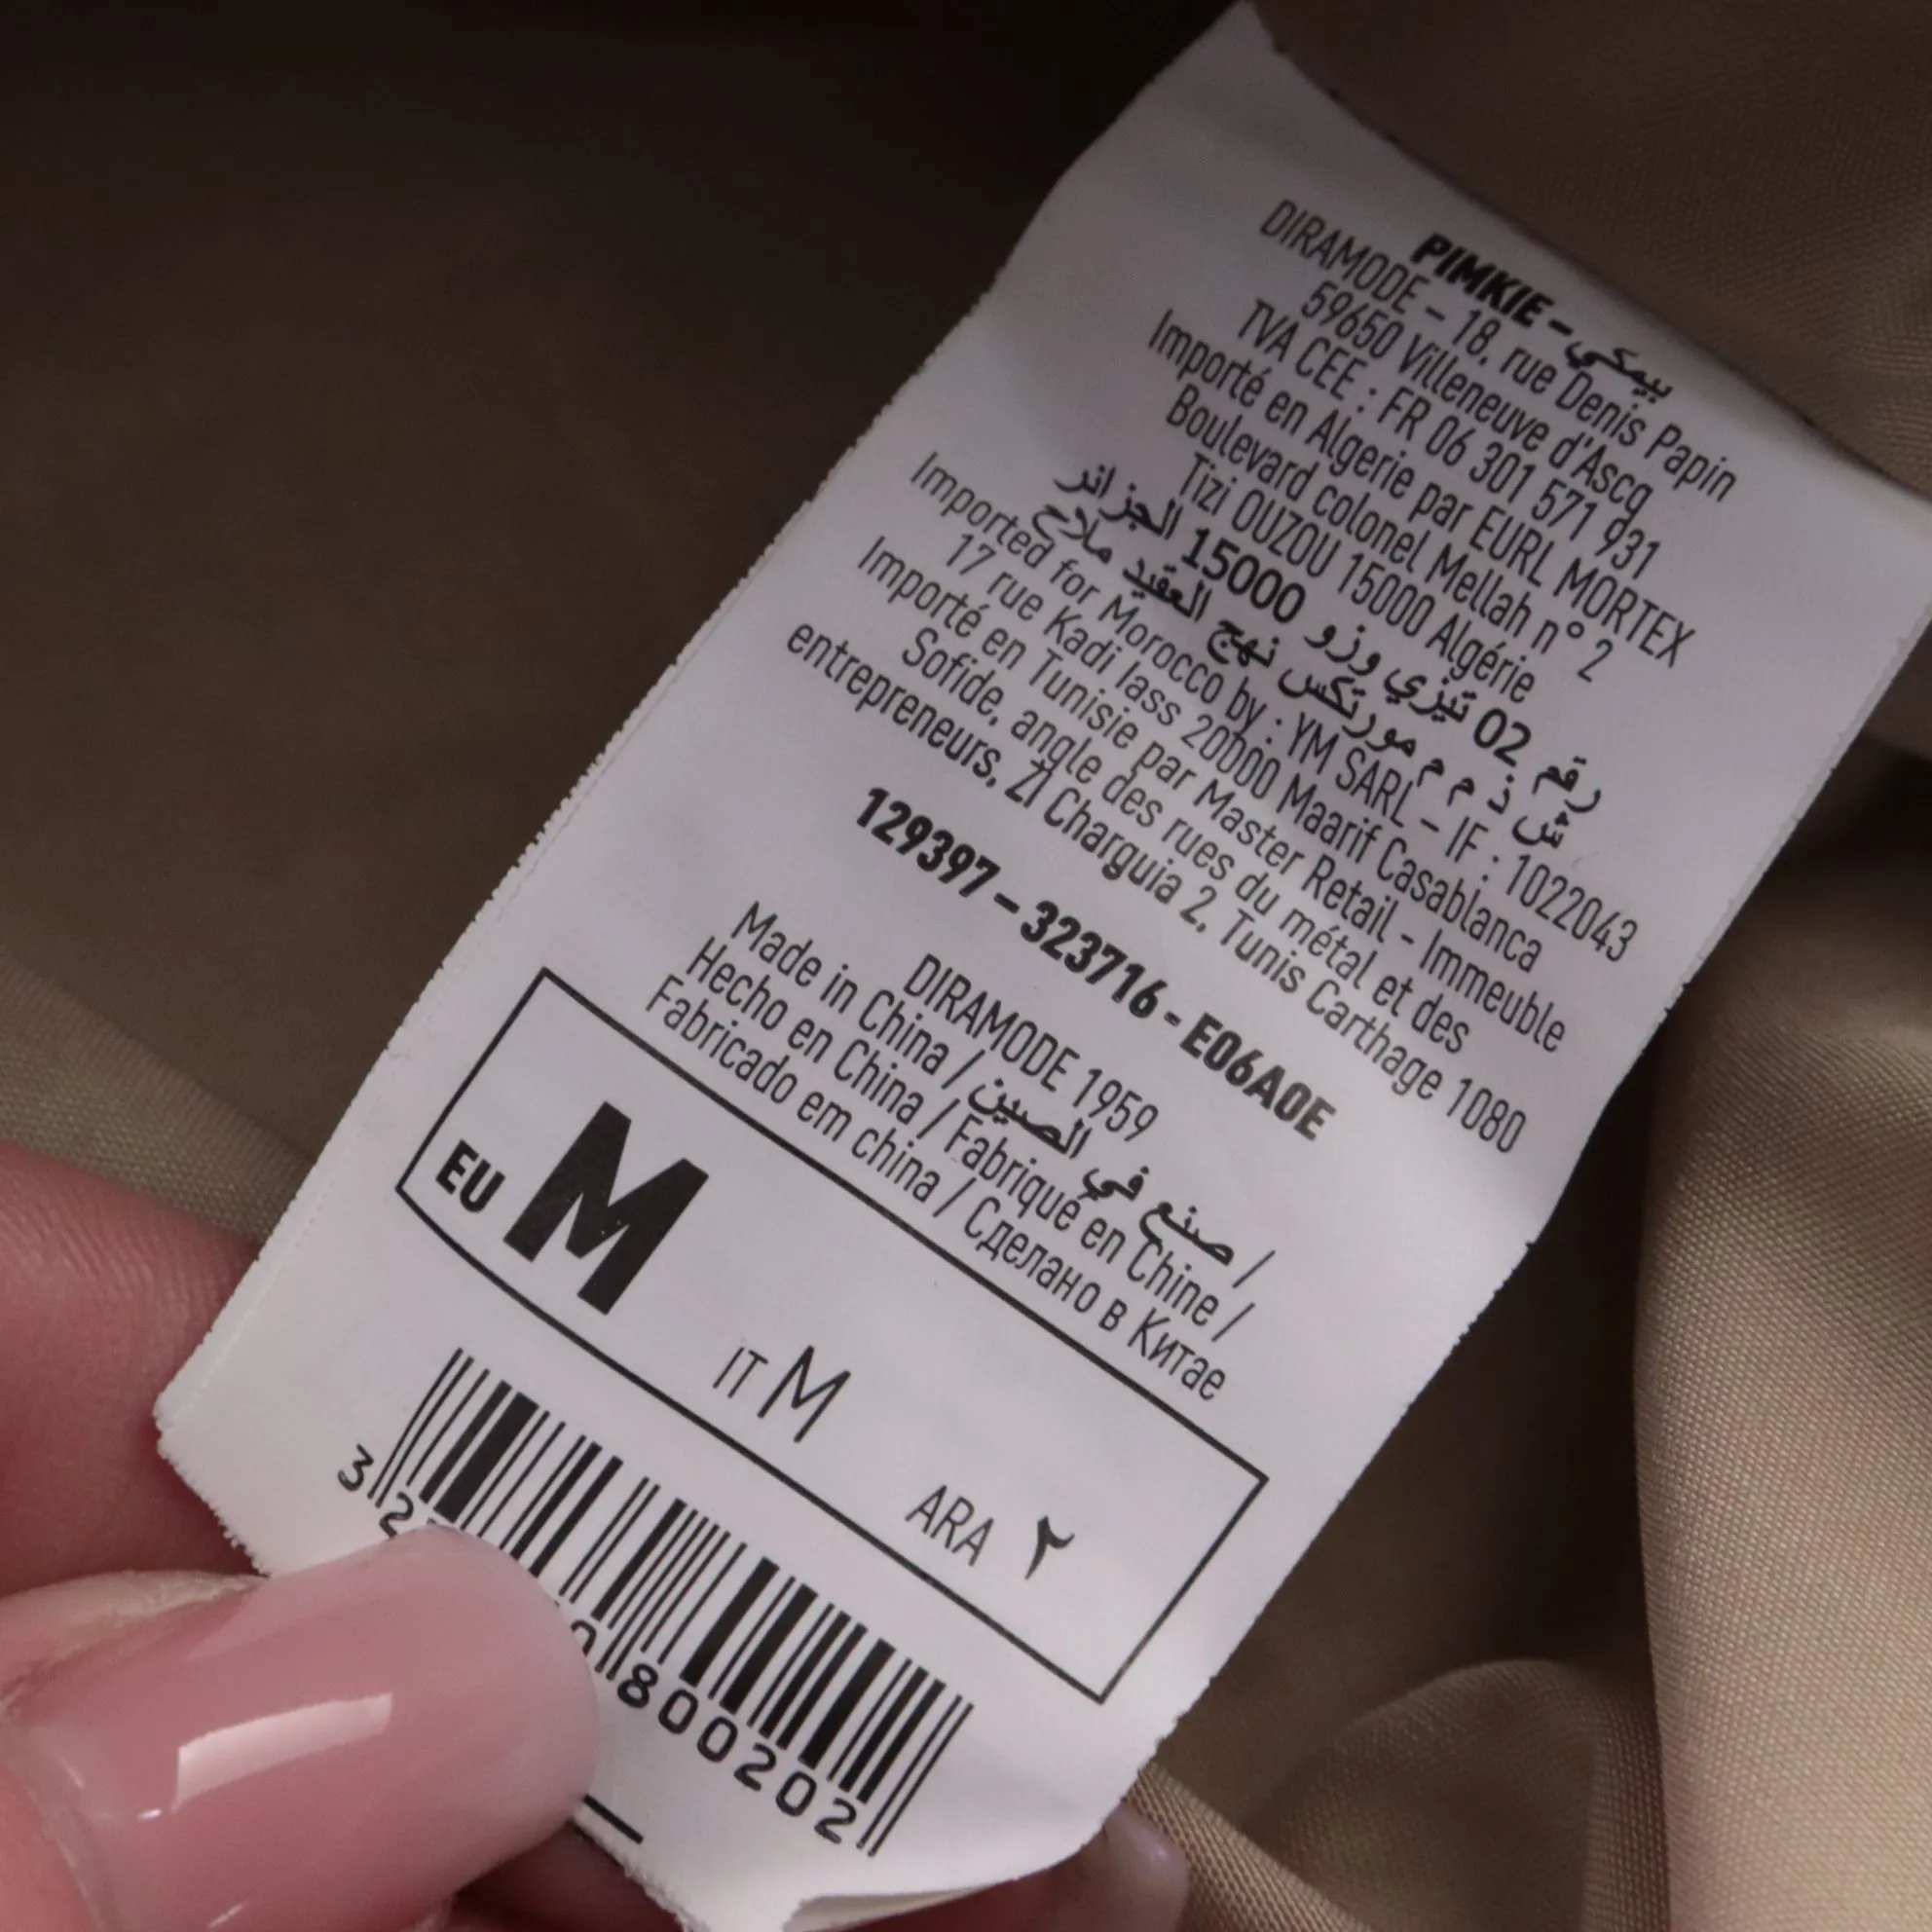 PIMKIE - بيمكي
DIRAMODE - 18, rue Denis Papin
59650 Villeneuve d'Ascq
TVA CEE : FR 06 301 571 931
Importé en Algerie par EURL MORTEX
Boulevard colonel Mellah n° 2
Tizi OUZOU 15000 Algérie
رقم 02 تيزي وزو 15000 الجزائر
ش ذ م م مورتكس نهج العقيد ملاح
Imported for Morocco by : YM SARL - IF : 1022043
17 rue Kadi Iass 20000 Maarif Casablanca
Importé en Tunisie par Master Retail - Immeuble
Sofide, angle des rues du métal et des
entrepreneurs, ZI Charguia 2, Tunis Carthage 1080
129397 - 323716 - E06A0E
DIRAMODE 1959
Made in China / صنع في الصين /
Hecho en China / Fabriqué en Chine /
Fabricado em china / Сделано в Китае
EU M
IT M
ARA ٢
3 2 800202